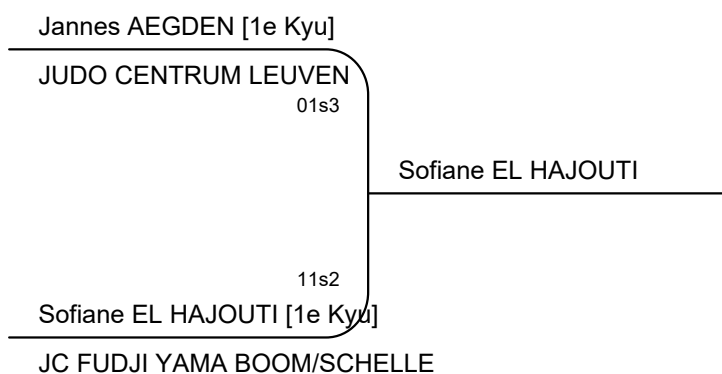 Jannes AEGDEN [1e Kyu]
JUDO CENTRUM LEUVEN
01s3
Sofiane EL HAJOUTI
11s2
Sofiane EL HAJOUTI [1e Kyu]
JC FUDJI YAMA BOOM/SCHELLE